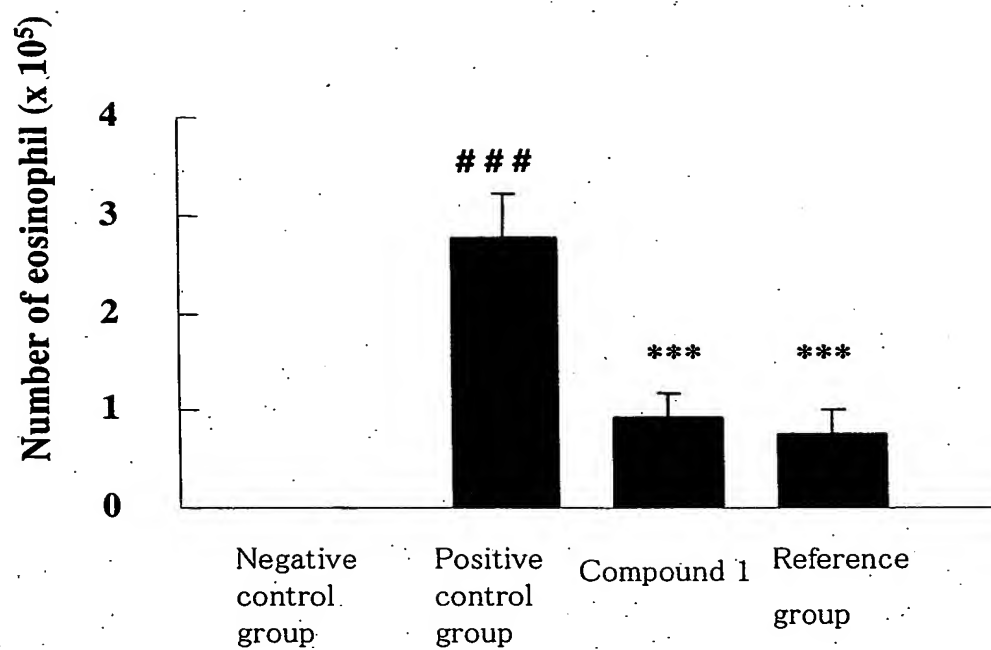 Number of eosinophil (x 10⁵)
4
3
2
1
0
###
***
***
Negative
control
group
Positive
control
group
Compound 1
Reference
group